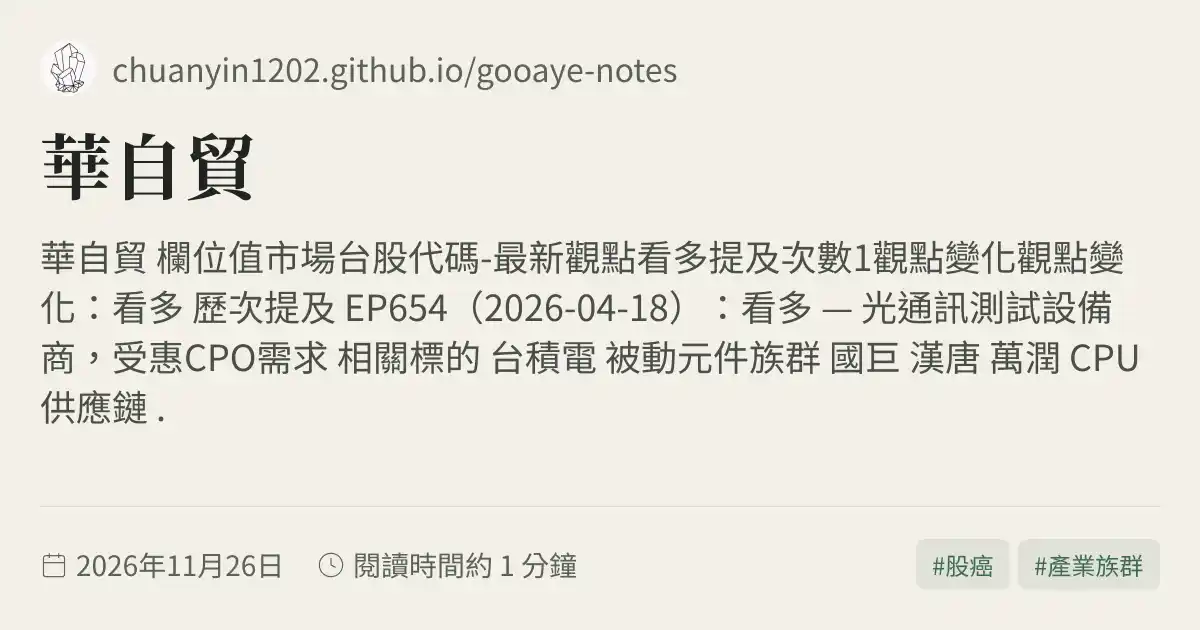 chuanyin1202.github.io/gooaye-notes
華自貿
華自貿 欄位值市場台股代碼-最新觀點看多提及次數1觀點變化觀點變
化：看多 歷次提及 EP654（2026-04-18）：看多 — 光通訊測試設備
商，受惠CPO需求 相關標的 台積電 被動元件族群 國巨 漢唐 萬潤 CPU
供應鏈 .
2026年11月26日 閱讀時間約 1 分鐘 #股癌 #產業族群